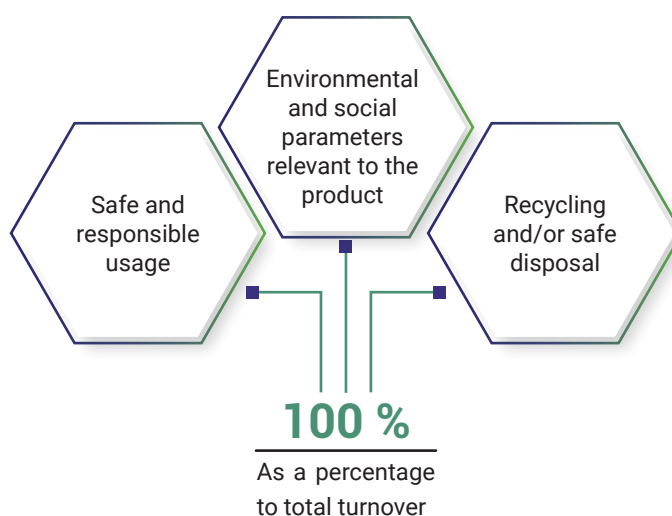 Environmental
and social
parameters
relevant to the
product
Safe and
responsible
usage
Recycling
and/or safe
disposal
100 %
As a percentage
to total turnover